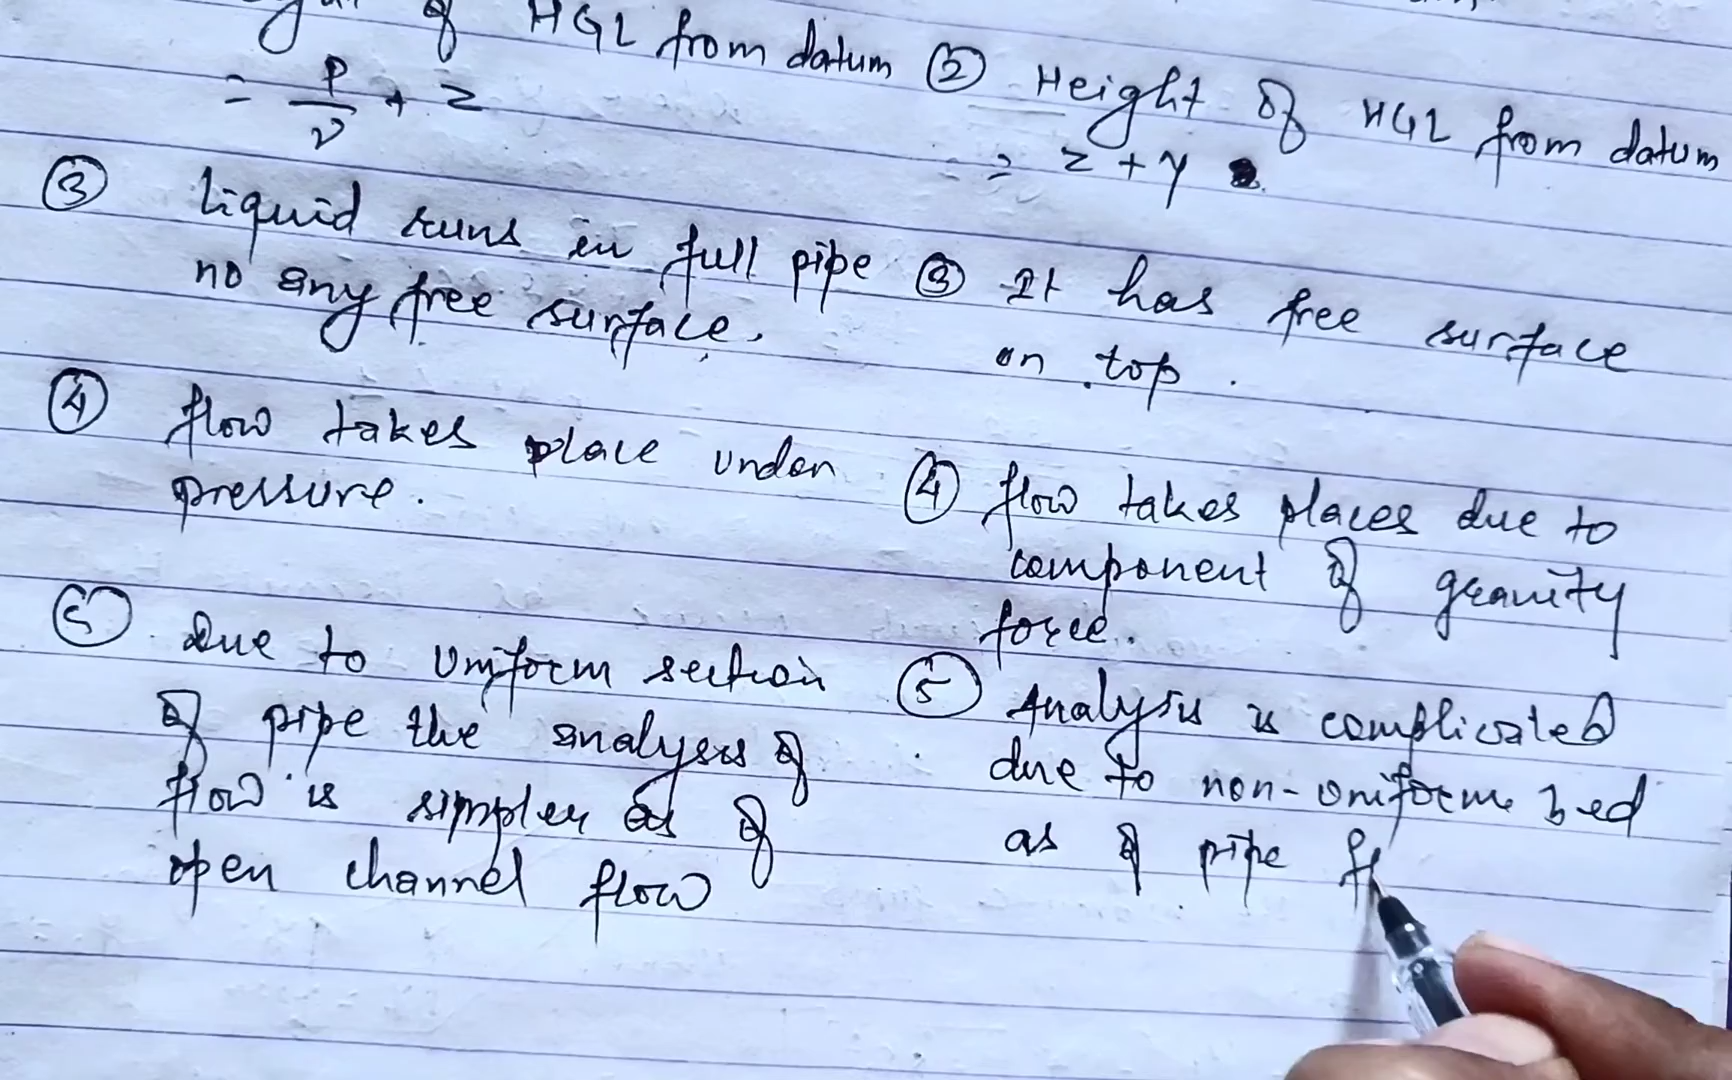 of HGL from datum
= P/ν + z
③ liquid runs in full pipe
no any free surface.
④ flow takes place under
pressure.
⑤ Due to uniform section
of pipe the analysis of
flow is simpler as of
open channel flow
② Height of HGL from datum
= z + y
③ It has free surface
on top.
④ flow takes places due to
component of gravity
force.
⑤ Analysis is complicated
due to non-uniform bed
as of pipe fl